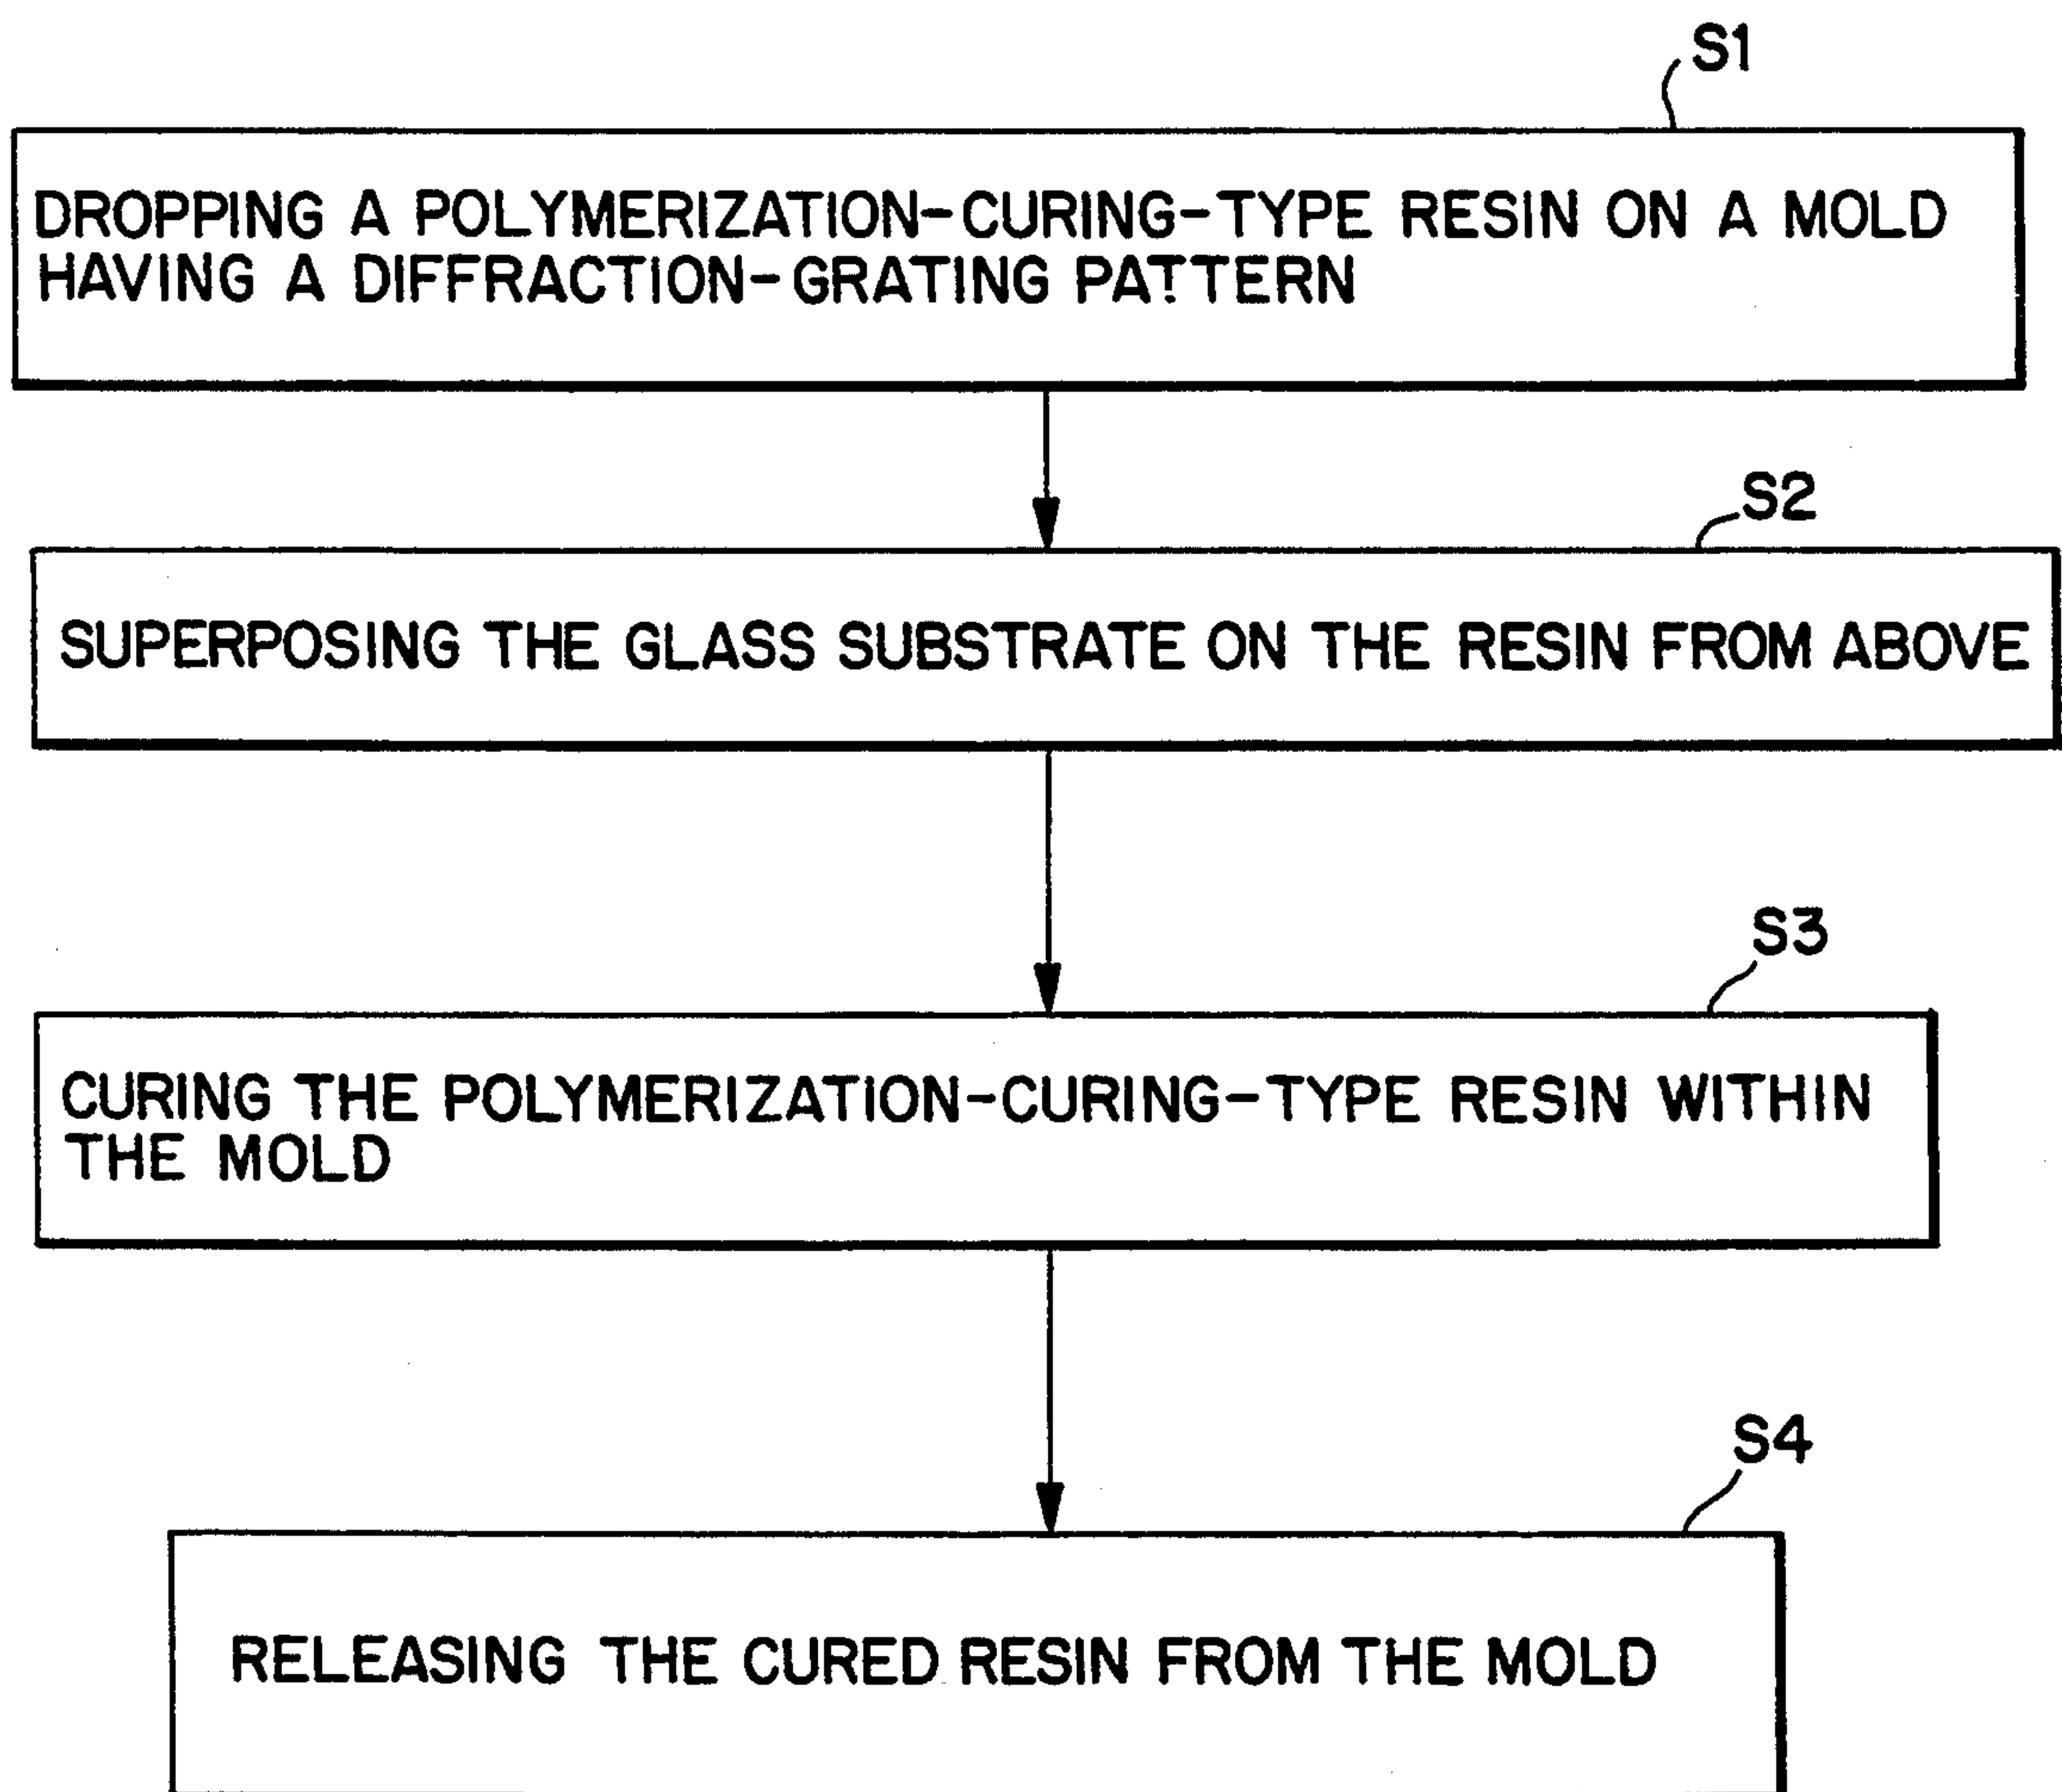 S1
DROPPING A POLYMERIZATION-CURING-TYPE RESIN ON A MOLD
HAVING A DIFFRACTION-GRATING PATTERN
S2
SUPERPOSING THE GLASS SUBSTRATE ON THE RESIN FROM ABOVE
S3
CURING THE POLYMERIZATION-CURING-TYPE RESIN WITHIN
THE MOLD
S4
RELEASING THE CURED RESIN FROM THE MOLD